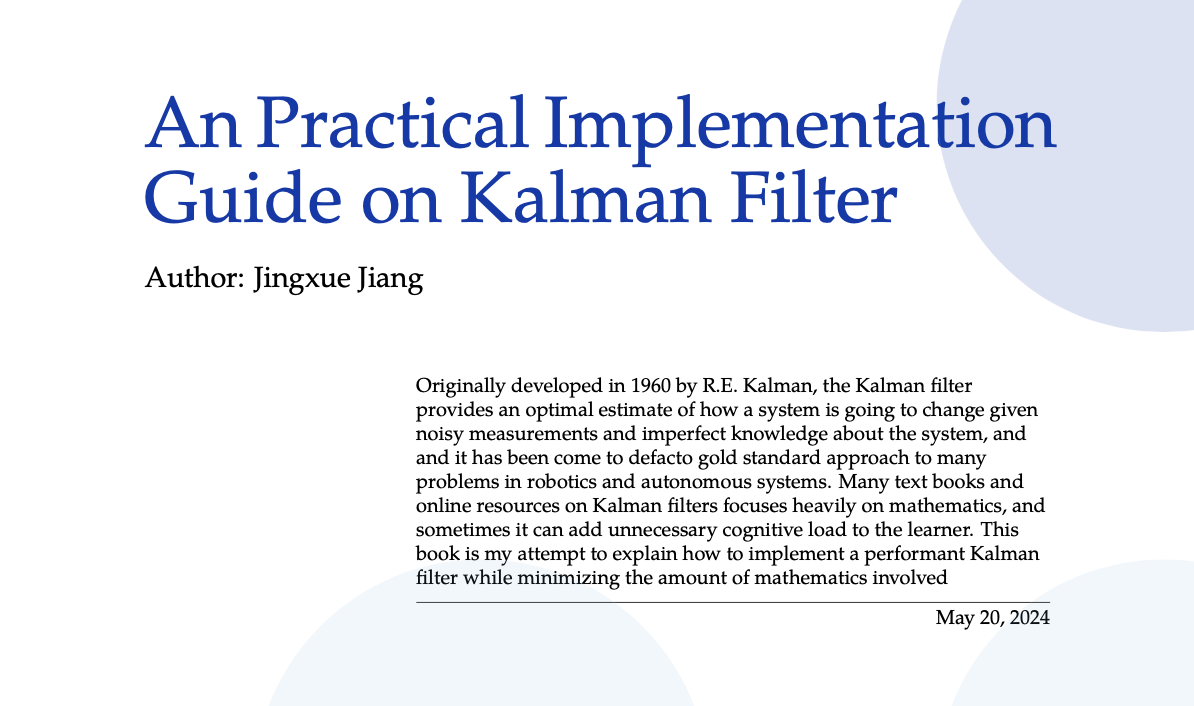 An Practical Implementation
Guide on Kalman Filter
Author: Jingxue Jiang
Originally developed in 1960 by R.E. Kalman, the Kalman filter
provides an optimal estimate of how a system is going to change given
noisy measurements and imperfect knowledge about the system, and
and it has been come to defacto gold standard approach to many
problems in robotics and autonomous systems. Many text books and
online resources on Kalman filters focuses heavily on mathematics, and
sometimes it can add unnecessary cognitive load to the learner. This
book is my attempt to explain how to implement a performant Kalman
filter while minimizing the amount of mathematics involved
May 20, 2024